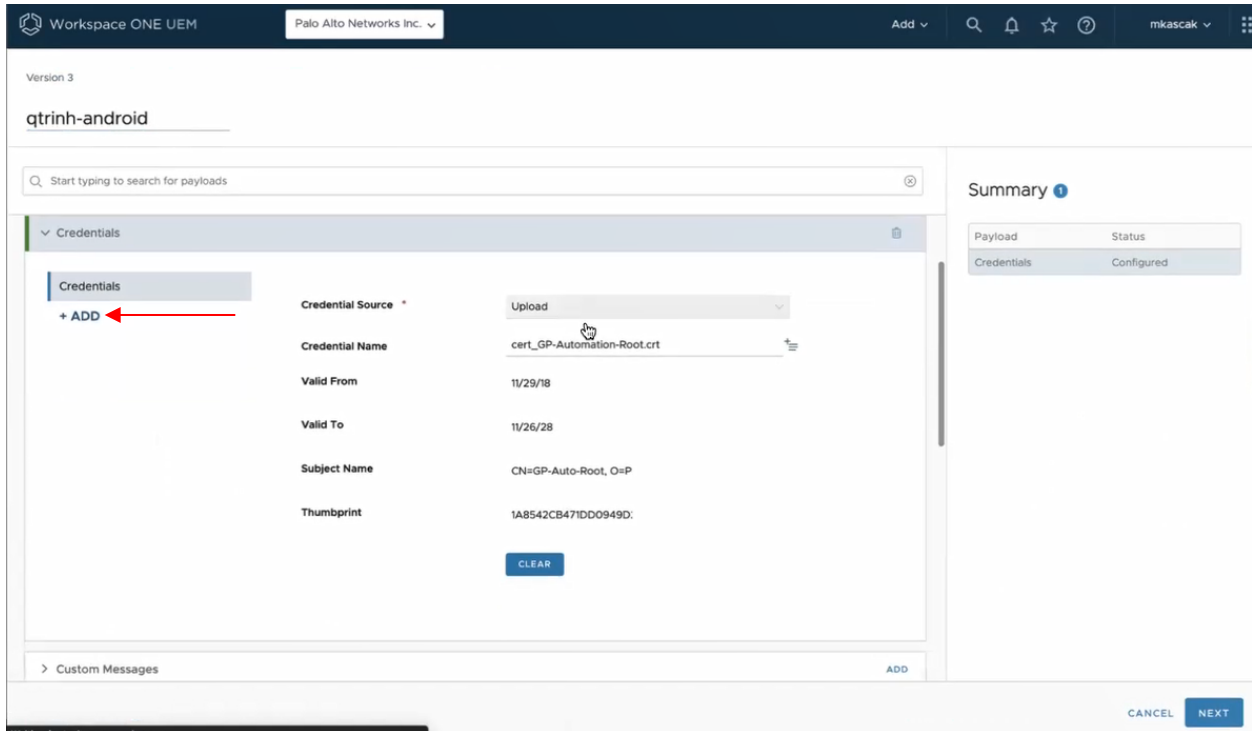 Workspace ONE UEM
Palo Alto Networks Inc.
Add
mkascak
Version 3
qtrinh-android
Start typing to search for payloads
Summary 1
Credentials
Payload Status
Credentials Configured
Credentials
+ ADD
Credential Source * Upload
Credential Name cert_GP-Automation-Root.crt
Valid From 11/29/18
Valid To 11/26/28
Subject Name CN=GP-Auto-Root, O=P
Thumbprint 1A8542CB471DD0949D
CLEAR
Custom Messages ADD
CANCEL NEXT